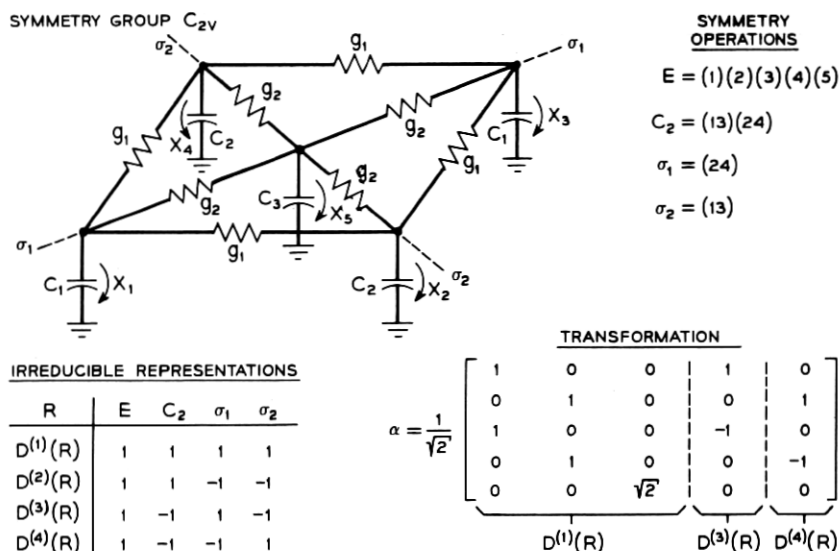 SYMMETRY GROUP C2V
σ2
g1
σ1
g2
g1
X4
C2
g2
C1
X3
g1
g2
g2
C3
X5
σ1
g1
σ2
C1
X1
C2
X2
SYMMETRY
OPERATIONS
E = (1)(2)(3)(4)(5)
C2 = (13)(24)
σ1 = (24)
σ2 = (13)
IRREDUCIBLE REPRESENTATIONS
R E C2 σ1 σ2
D(1)(R) 1 1 1 1
D(2)(R) 1 1 -1 -1
D(3)(R) 1 -1 1 -1
D(4)(R) 1 -1 -1 1
TRANSFORMATION
α = 1/√2
1 0 0 1 0
0 1 0 0 1
1 0 0 -1 0
0 1 0 0 -1
0 0 √2 0 0
D(1)(R) D(3)(R) D(4)(R)